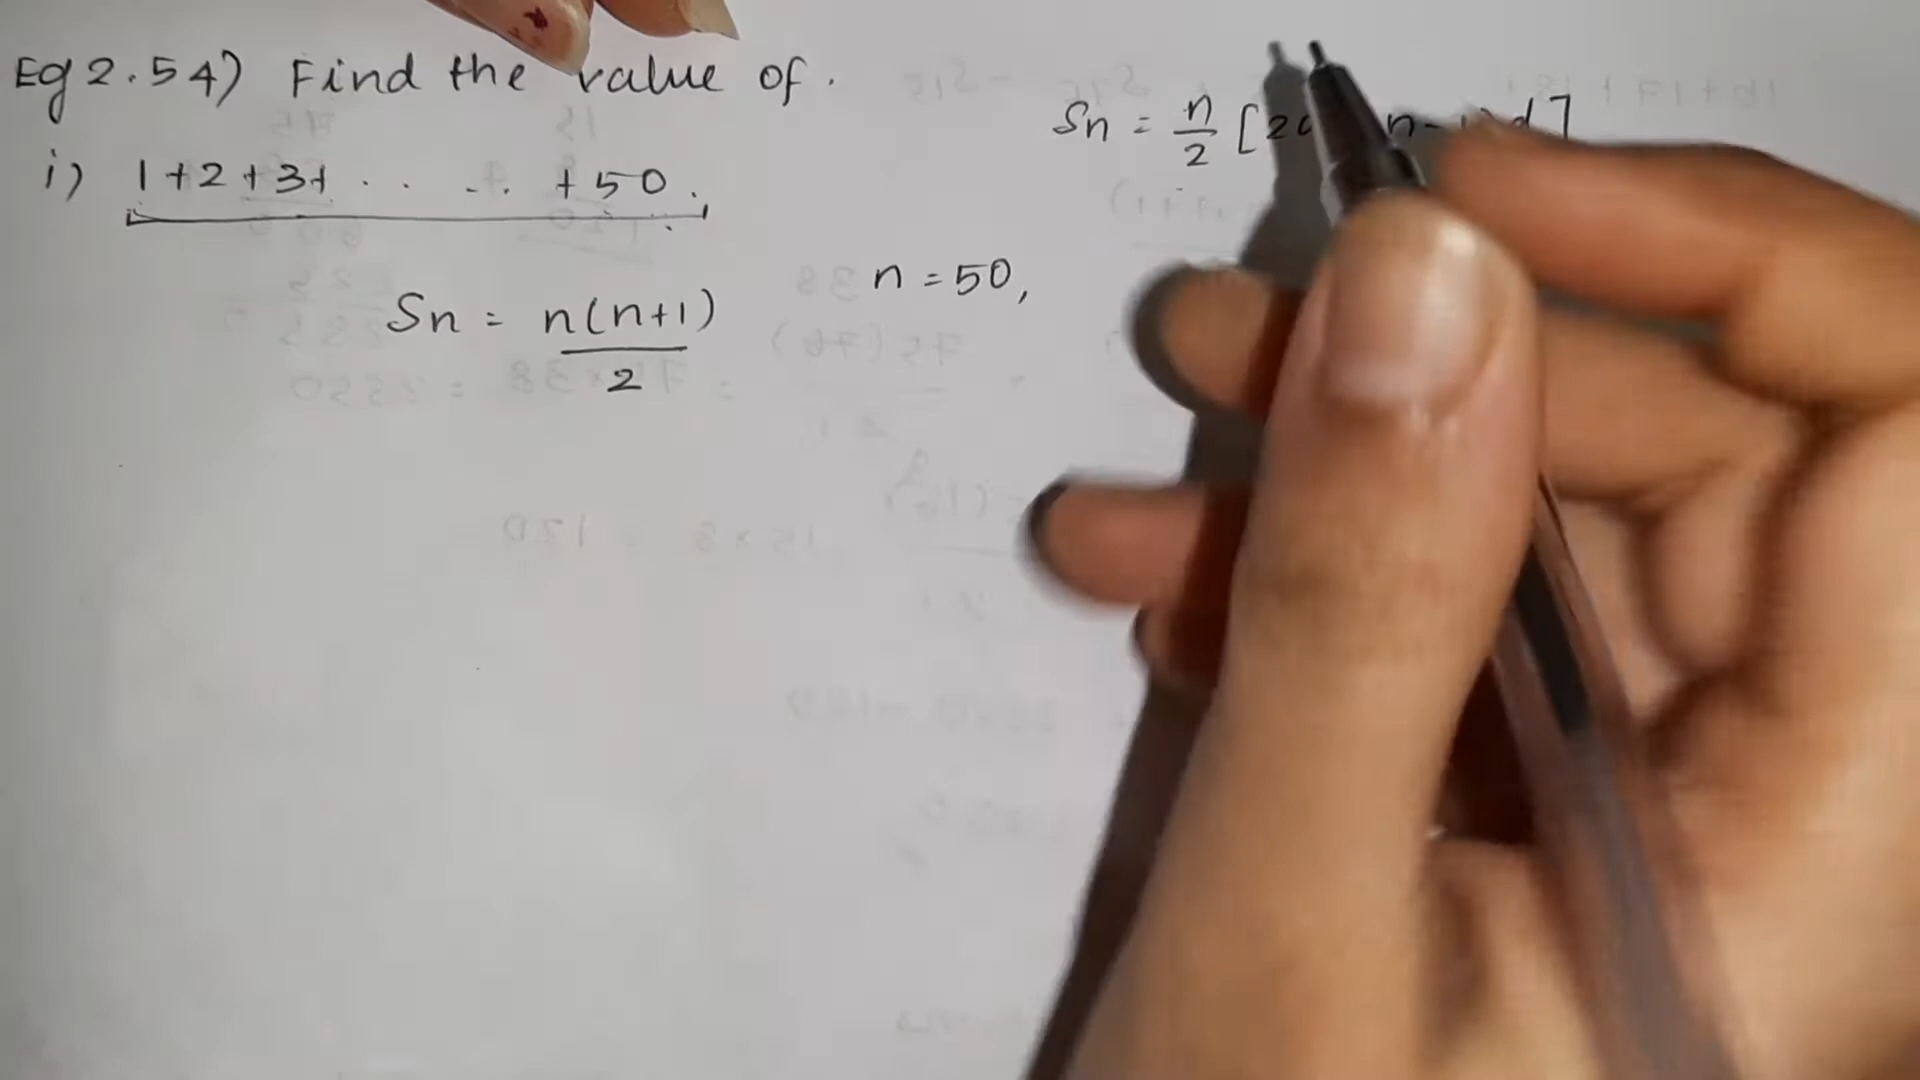 Eg 2.54) Find the value of.
Sn = n/2 [2 n- d]
i) 1+2+3+ . . . . . +50.
n = 50,
Sn = n(n+1)
2